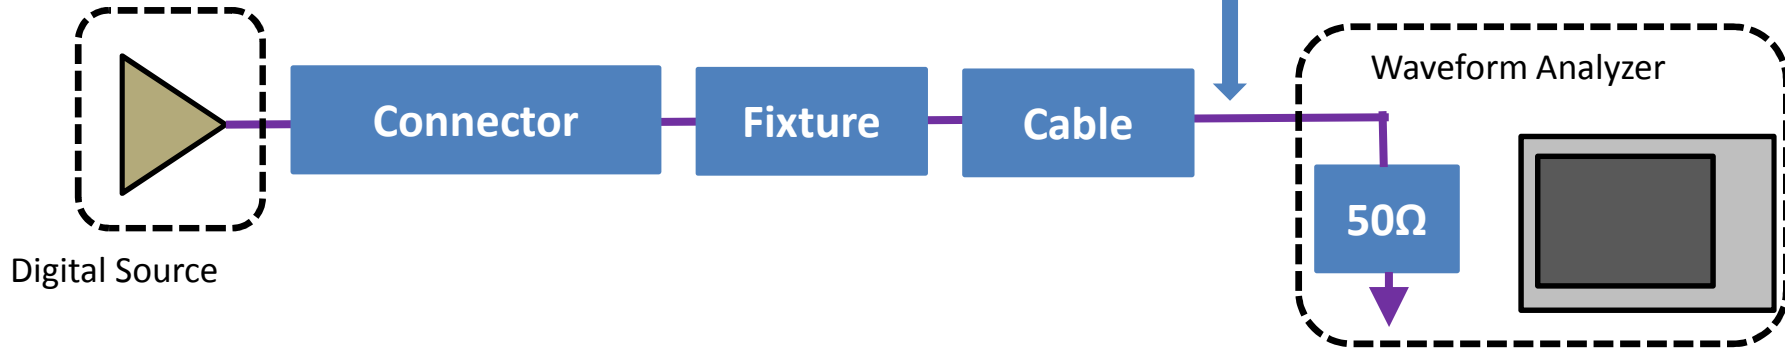 Waveform Analyzer
Connector
Fixture
Cable
50Ω
Digital Source